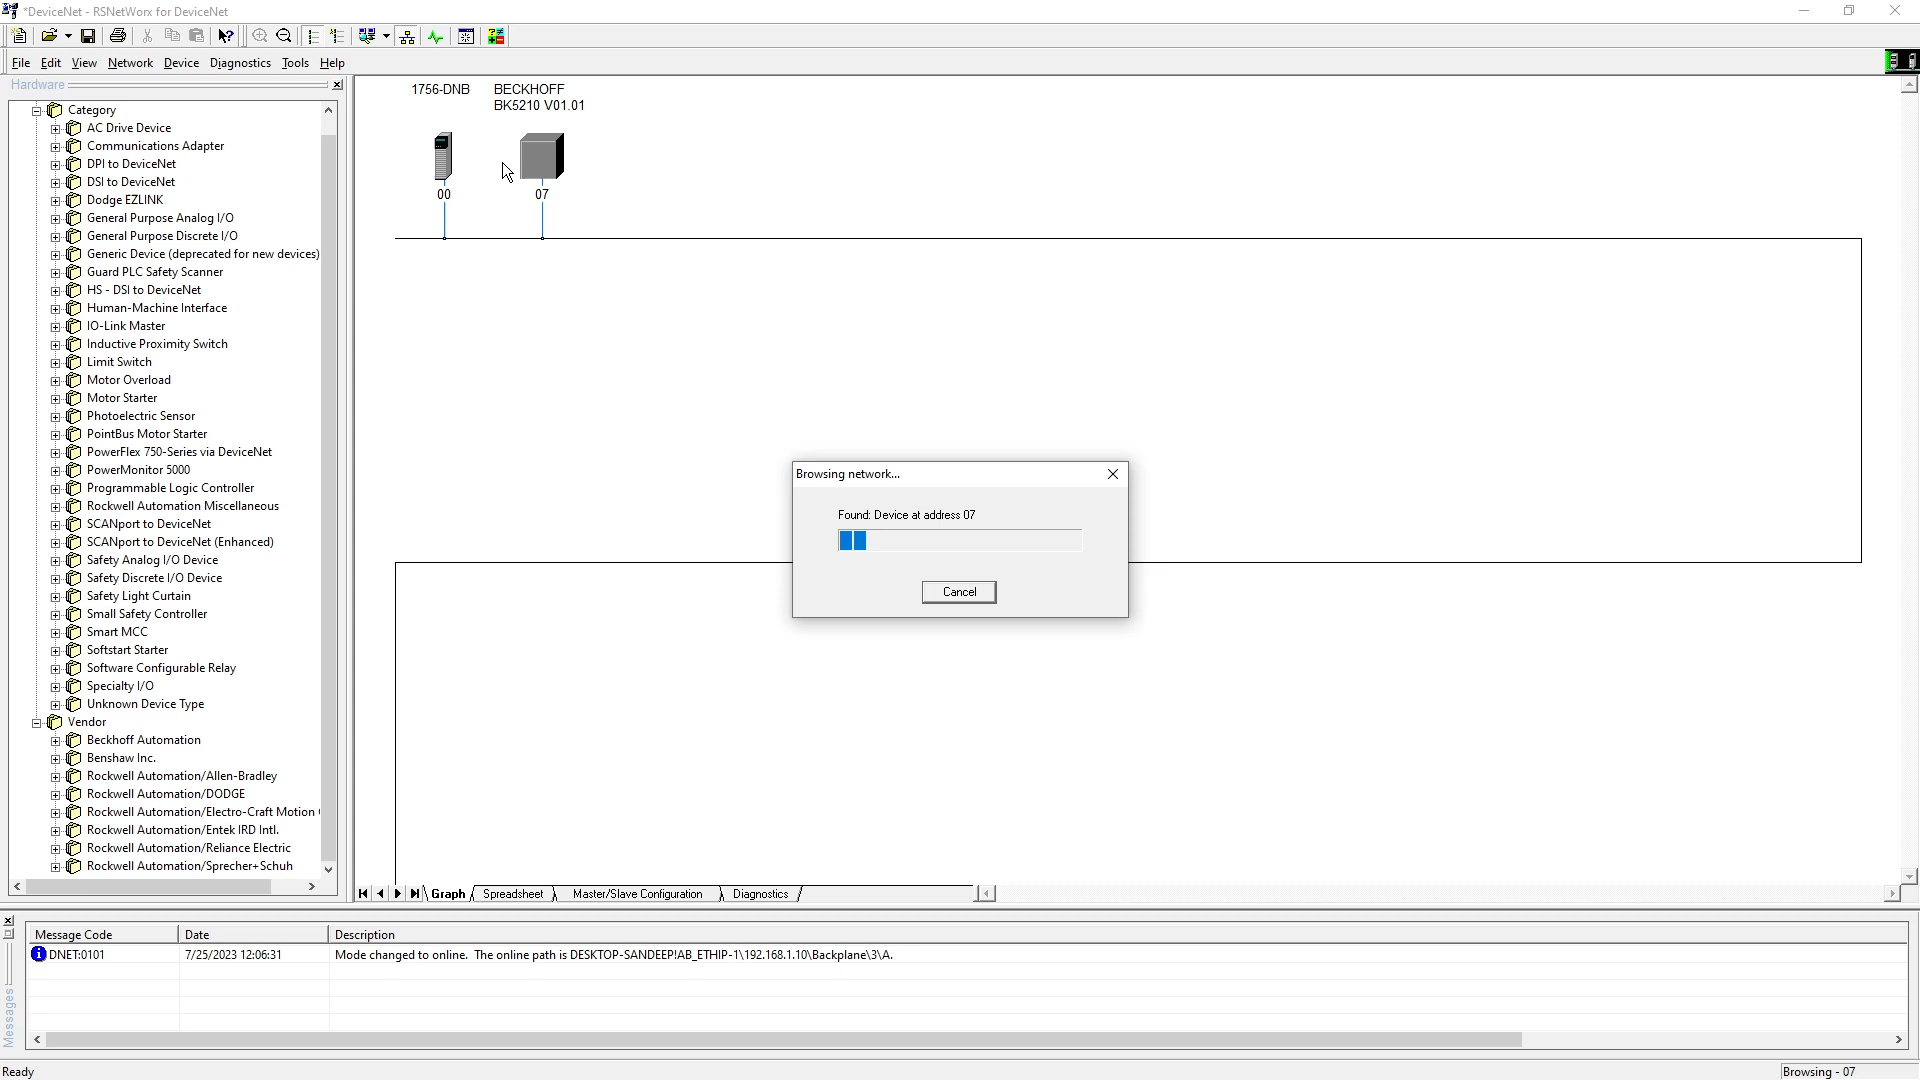 *DeviceNet - RSNetWorx for DeviceNet
File Edit View Network Device Diagnostics Tools Help
Hardware
Category
AC Drive Device
Communications Adapter
DPI to DeviceNet
DSI to DeviceNet
Dodge EZLINK
General Purpose Analog I/O
General Purpose Discrete I/O
Generic Device (deprecated for new devices)
Guard PLC Safety Scanner
HS - DSI to DeviceNet
Human-Machine Interface
IO-Link Master
Inductive Proximity Switch
Limit Switch
Motor Overload
Motor Starter
Photoelectric Sensor
PointBus Motor Starter
PowerFlex 750-Series via DeviceNet
PowerMonitor 5000
Programmable Logic Controller
Rockwell Automation Miscellaneous
SCANport to DeviceNet
SCANport to DeviceNet (Enhanced)
Safety Analog I/O Device
Safety Discrete I/O Device
Safety Light Curtain
Small Safety Controller
Smart MCC
Softstart Starter
Software Configurable Relay
Specialty I/O
Unknown Device Type
Vendor
Beckhoff Automation
Benshaw Inc.
Rockwell Automation/Allen-Bradley
Rockwell Automation/DODGE
Rockwell Automation/Electro-Craft Motion
Rockwell Automation/Entek IRD Intl.
Rockwell Automation/Reliance Electric
Rockwell Automation/Sprecher+Schuh
1756-DNB
BECKHOFF
BK5210 V01.01
00
07
Browsing network...
Found: Device at address 07
Cancel
Graph Spreadsheet Master/Slave Configuration Diagnostics
Messages
Message Code Date Description
DNET:0101 7/25/2023 12:06:31 Mode changed to online. The online path is DESKTOP-SANDEEP!AB_ETHIP-1\192.168.1.10\Backplane\3\A.
Ready
Browsing - 07